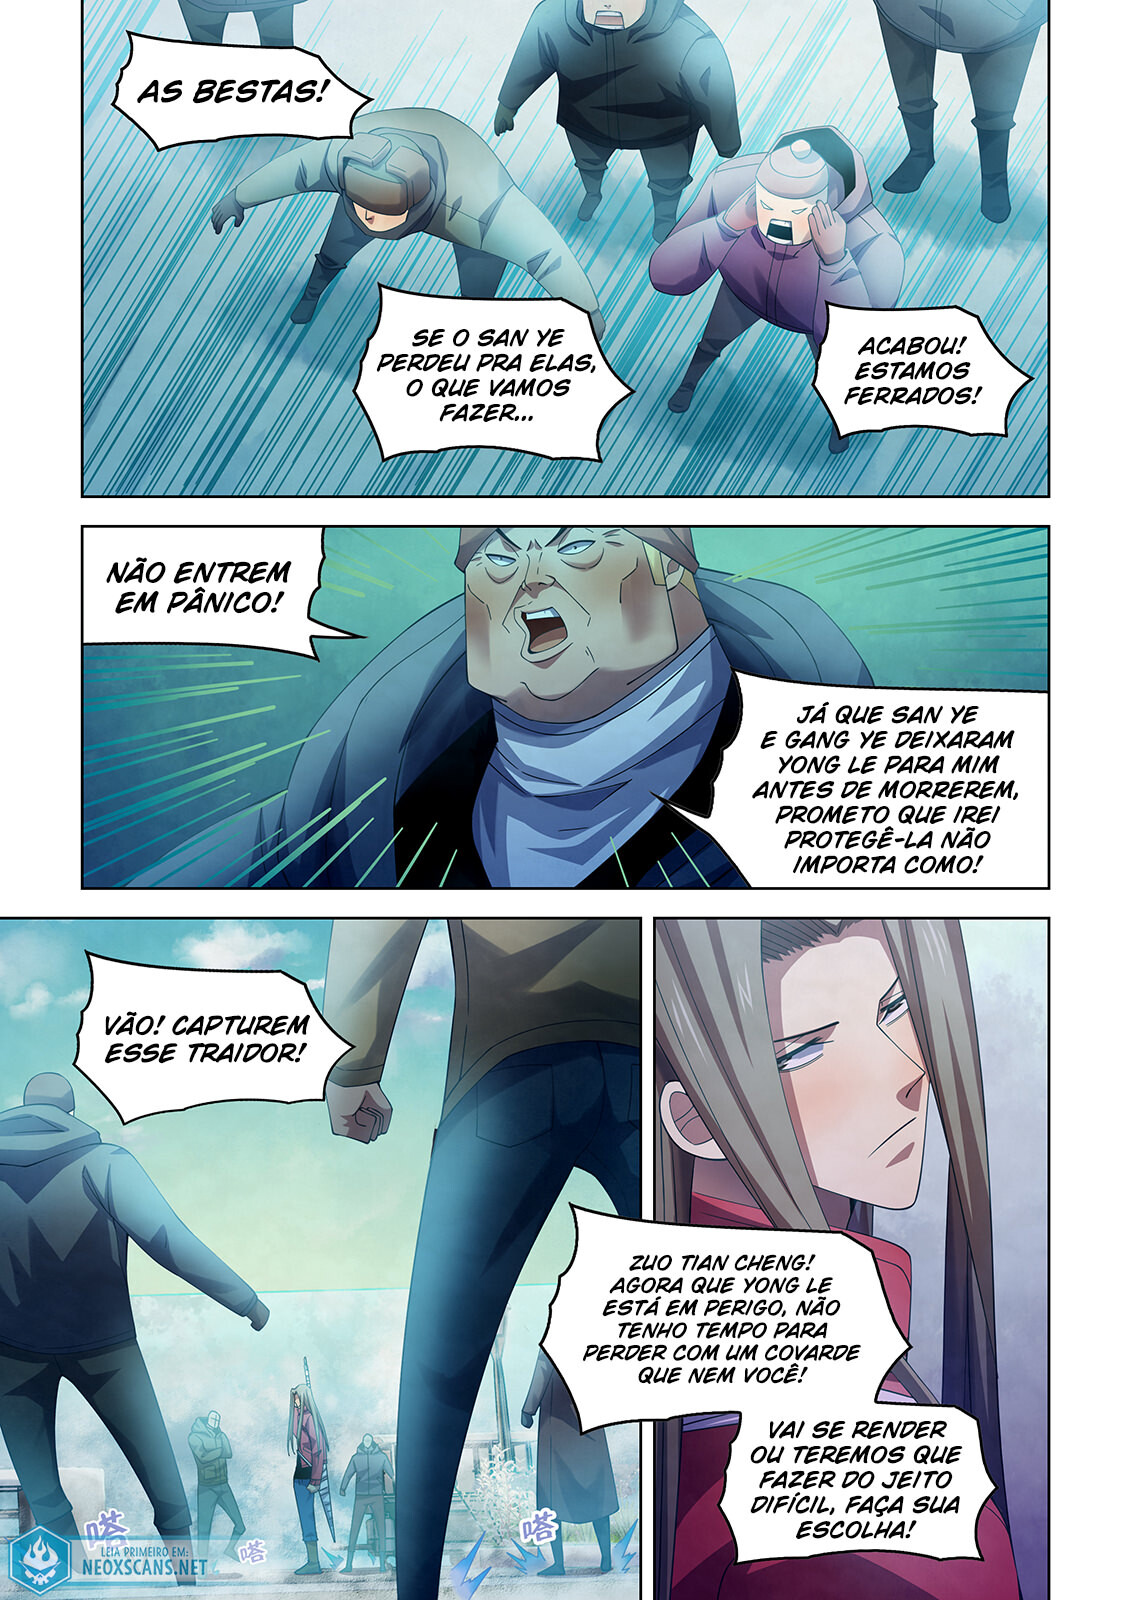 AS BESTAS!
SE O SAN YE
PERDEU PRA ELAS,
O QUE VAMOS
FAZER...
ACABOU!
ESTAMOS
FERRADOS!
NÃO ENTREM
EM PÂNICO!
JÁ QUE SAN YE
E GANG YE DEIXARAM
YONG LE PARA MIM
ANTES DE MORREREM,
PROMETO QUE IREI
PROTEGÊ-LA NÃO
IMPORTA COMO!
VÃO! CAPTUREM
ESSE TRAIDOR!
ZUO TIAN CHENG!
AGORA QUE YONG LE
ESTÁ EM PERIGO, NÃO
TENHO TEMPO PARA
PERDER COM UM COVARDE
QUE NEM VOCÊ!
VAI SE RENDER
OU TEREMOS QUE
FAZER DO JEITO
DIFÍCIL, FAÇA SUA
ESCOLHA!
嗒
嗒
嗒
嗒
LEIA PRIMEIRO EM:
NEOXSCANS.NET